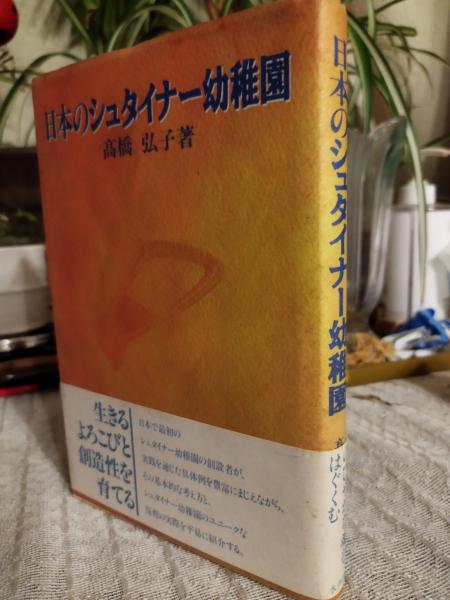 日本のシュタイナー幼稚園
髙橋 弘子著
生きる
よろこびと
創造性を
育てる
日本で最初の
シュタイナー幼稚園の創設者が、
実践を通じた具体例を豊富にまじえながら、
その基本的な考え方と、
シュタイナー幼稚園のユニークな
保育の実際を平易に紹介する。
日本のシュタイナー幼稚園
はぐくむ